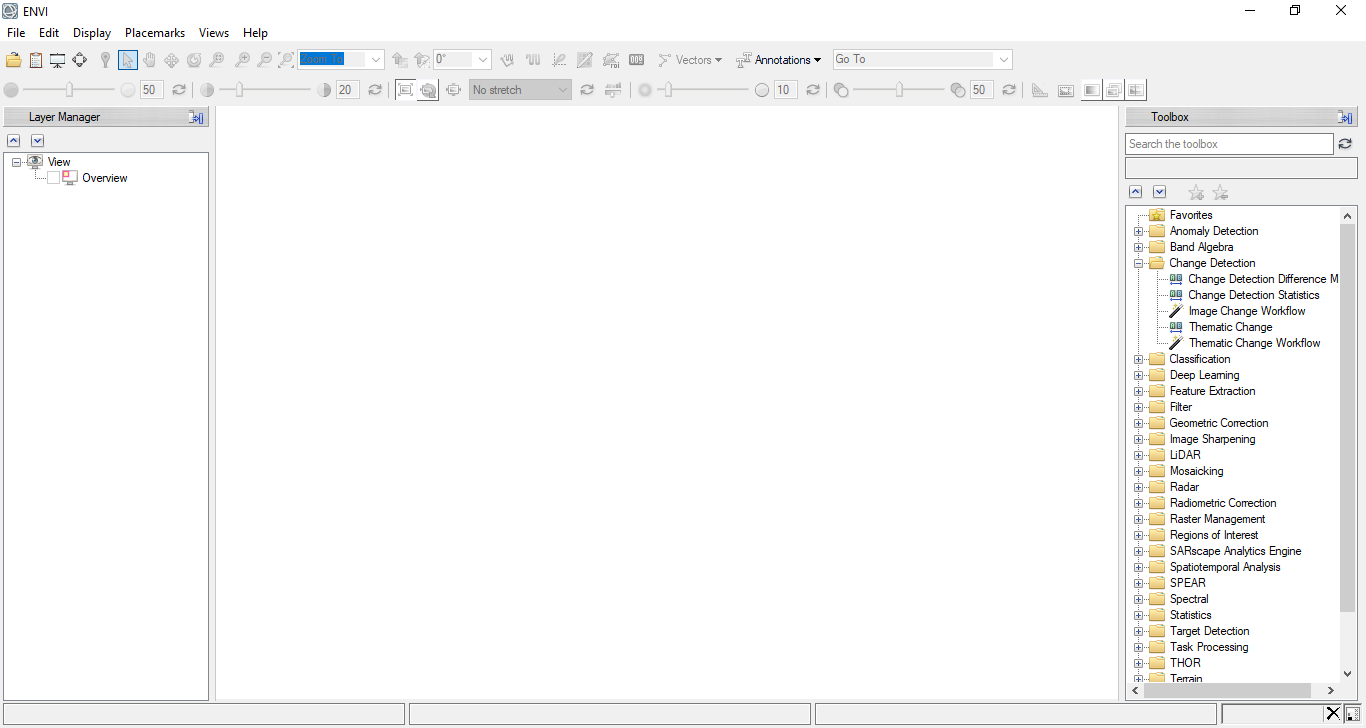 ENVI
File Edit Display Placemarks Views Help
Zoom To 0° Vectors Annotations Go To
50 20 No stretch 10 50
Layer Manager
View
Overview
Toolbox
Search the toolbox
Favorites
Anomaly Detection
Band Algebra
Change Detection
Change Detection Difference M
Change Detection Statistics
Image Change Workflow
Thematic Change
Thematic Change Workflow
Classification
Deep Learning
Feature Extraction
Filter
Geometric Correction
Image Sharpening
LiDAR
Mosaicking
Radar
Radiometric Correction
Raster Management
Regions of Interest
SARscape Analytics Engine
Spatiotemporal Analysis
SPEAR
Spectral
Statistics
Target Detection
Task Processing
THOR
Terrain